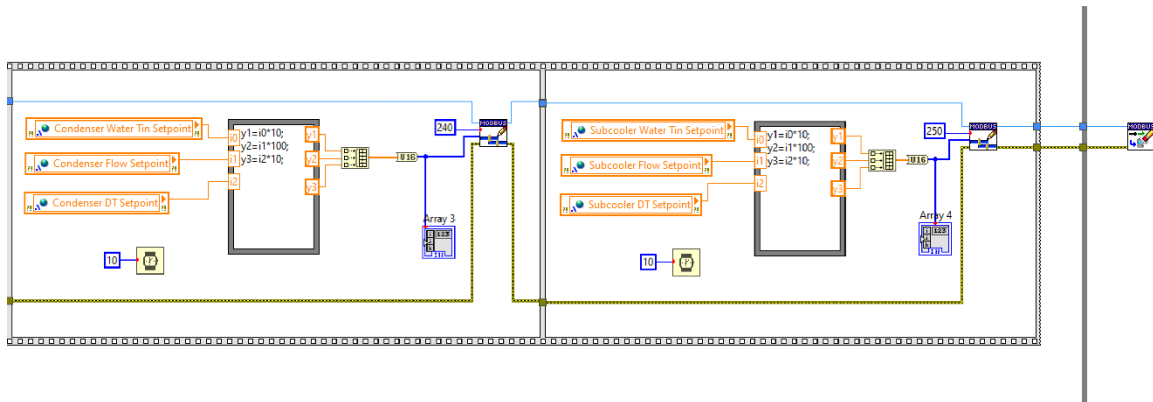 MODBUS
240
Condenser Water Tin Setpoint
i0
y1=i0*10;
y2=i1*100;
y3=i2*10;
y1
Condenser Flow Setpoint
i1
y2
U16
Condenser DT Setpoint
i2
y3
Array 3
123
10
MODBUS
250
Subcooler Water Tin Setpoint
i0
y1=i0*10;
y2=i1*100;
y3=i2*10;
y1
Subcooler Flow Setpoint
i1
y2
U16
Subcooler DT Setpoint
i2
y3
Array 4
123
10
MODBUS